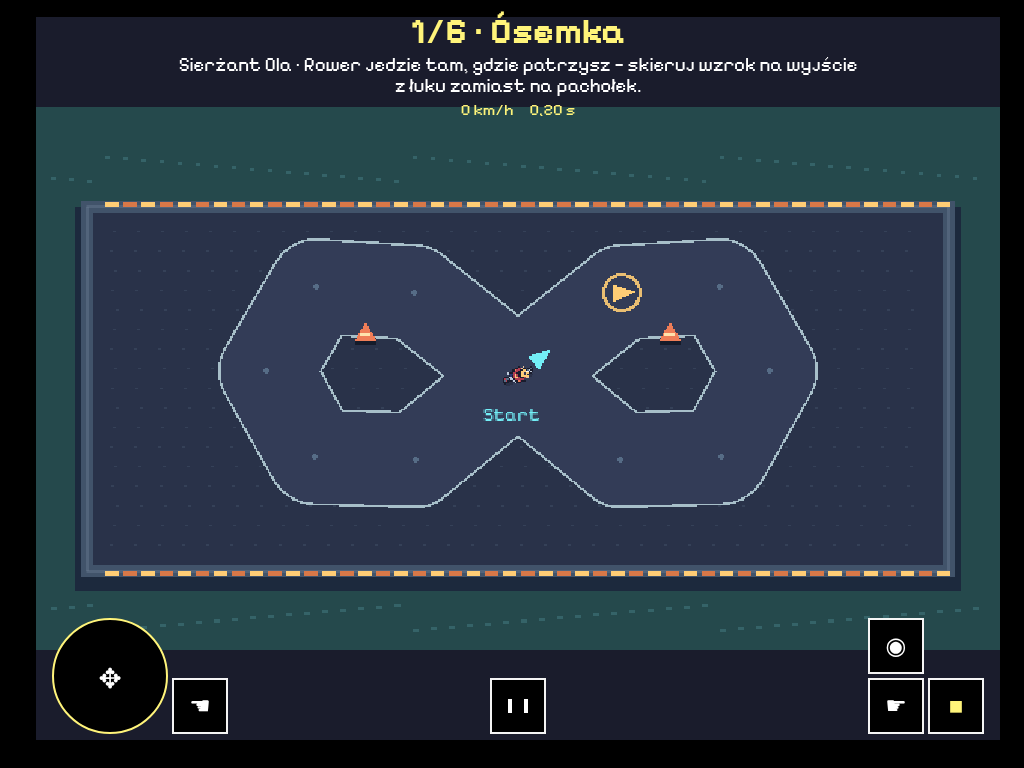 1/6 · Ósemka
Sierżant Ola · Rower jedzie tam, gdzie patrzysz – skieruj wzrok na wyjście
z łuku zamiast na pachołek.
0 km/h 0,80 s
Start